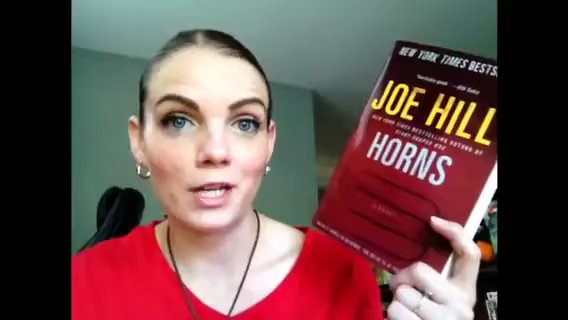 NEW YORK TIMES BESTS
JOE HILL
NEW YORK TIMES BESTSELLING AUTHOR OF
HEART-SHAPED BOX
HORNS